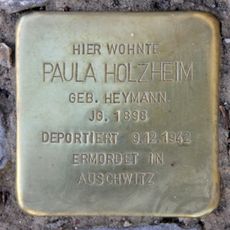 HIER WOHNTE
PAULA HOLZHEIM
GEB. HEYMANN
JG. 1898
DEPORTIERT 9.12.1942
ERMORDET IN
AUSCHWITZ